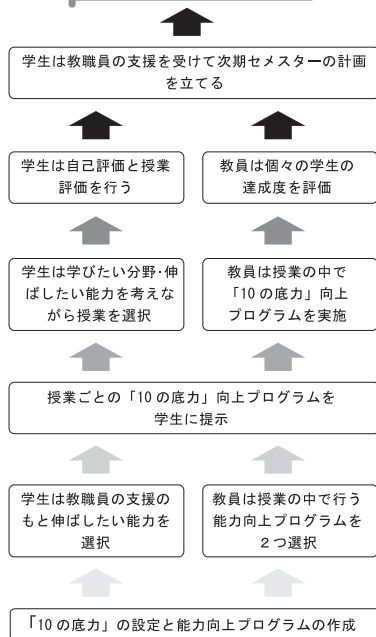 学生は教職員の支援を受けて次期セメスターの計画
を立てる
学生は自己評価と授業
評価を行う
教員は個々の学生の
達成度を評価
学生は学びたい分野・伸
ばしたい能力を考えな
がら授業を選択
教員は授業の中で
「10の底力」向上
プログラムを実施
授業ごとの「10の底力」向上プログラムを
学生に提示
学生は教職員の支援の
もと伸ばしたい能力を
選択
教員は授業の中で行う
能力向上プログラムを
２つ選択
「10の底力」の設定と能力向上プログラムの作成